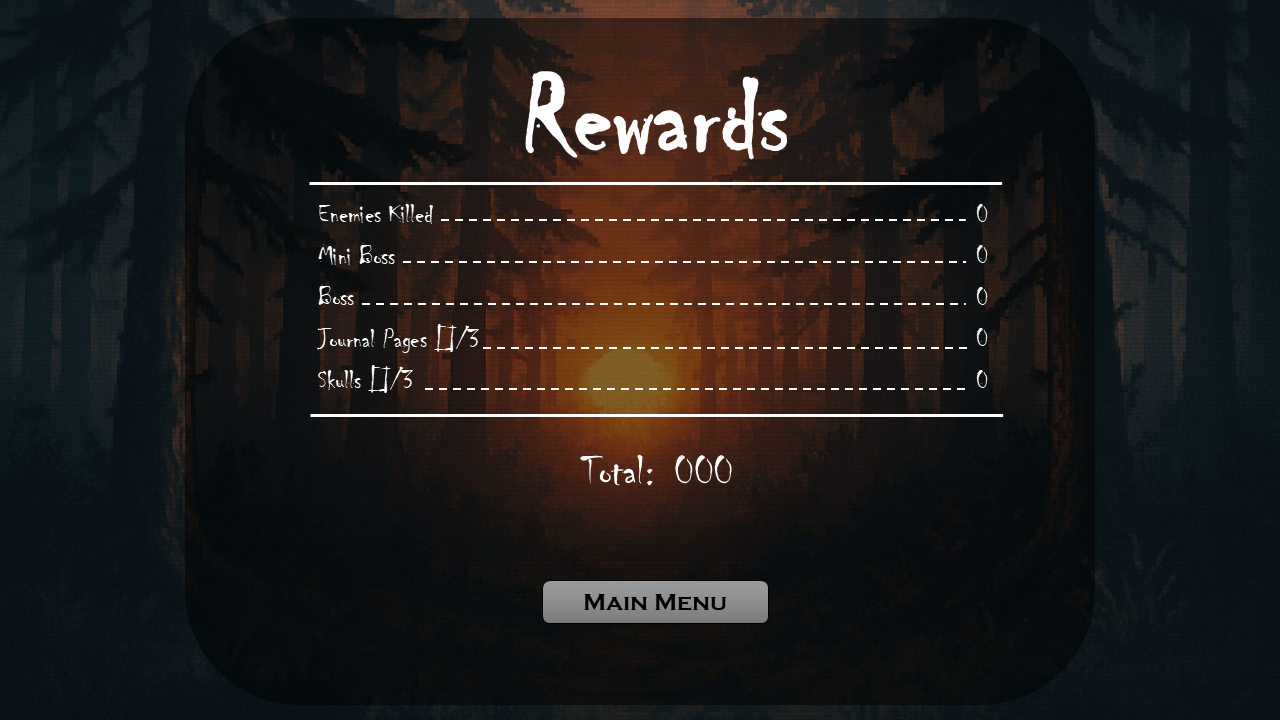 Rewards
Enemies Killed 0
Mini Boss 0
Boss 0
Journal Pages []/3 0
Skulls []/3 0
Total: 000
Main Menu